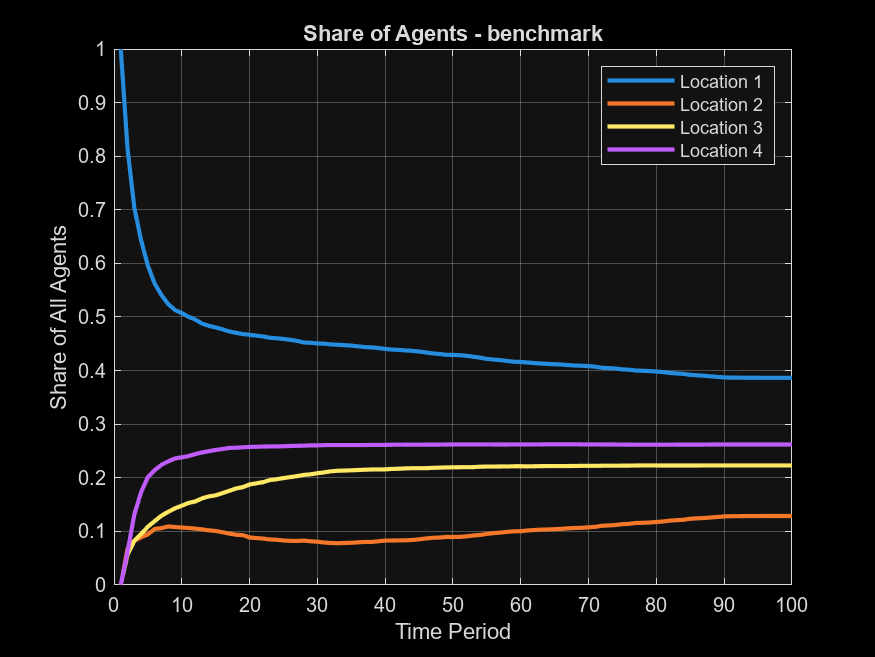 Share of Agents - benchmark
1
0.9
0.8
0.7
0.6
0.5
0.4
0.3
0.2
0.1
0
Share of All Agents
Location 1
Location 2
Location 3
Location 4
0 10 20 30 40 50 60 70 80 90 100
Time Period